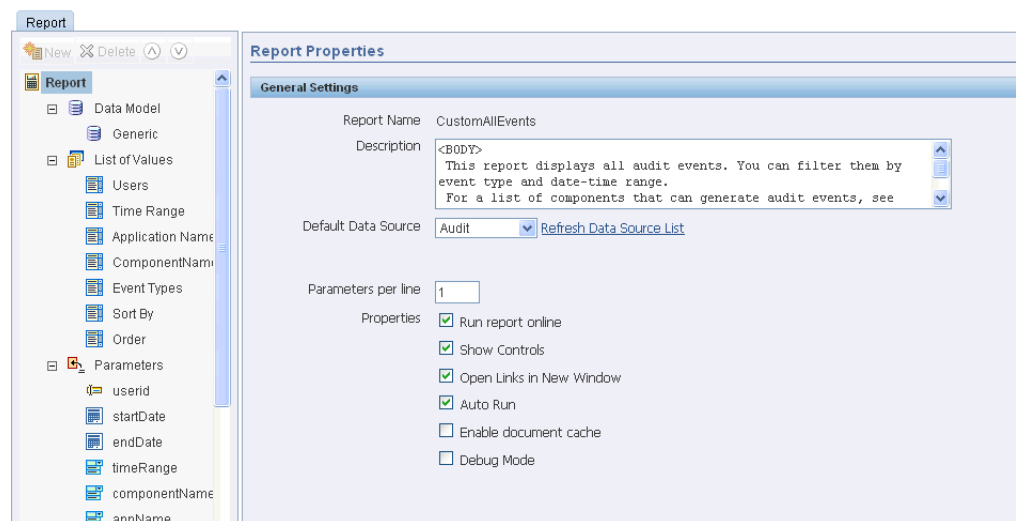 Report
New Delete
Report
Data Model
Generic
List of Values
Users
Time Range
Application Name
ComponentName
Event Types
Sort By
Order
Parameters
userid
startDate
endDate
timeRange
componentName
appName
Report Properties
General Settings
Report Name CustomAllEvents
Description <BODY>
This report displays all audit events. You can filter them by
event type and date-time range.
For a list of components that can generate audit events, see
Default Data Source Audit Refresh Data Source List
Parameters per line 1
Properties Run report online
Show Controls
Open Links in New Window
Auto Run
Enable document cache
Debug Mode